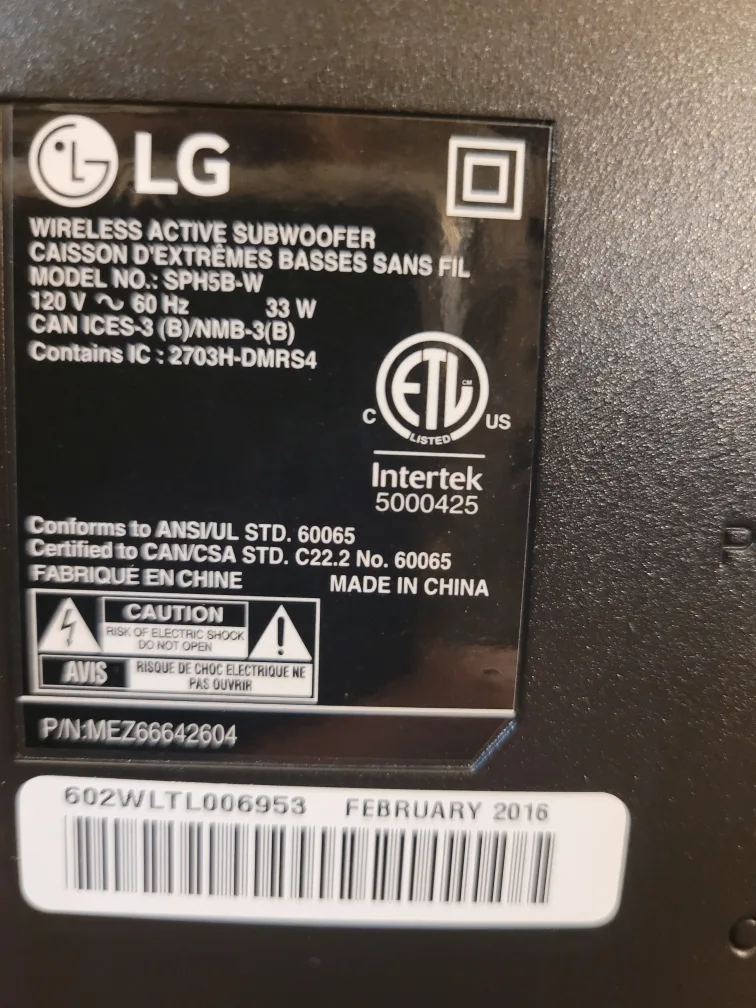 LG
WIRELESS ACTIVE SUBWOOFER
CAISSON D'EXTRÊMES BASSES SANS FIL
MODEL NO.: SPH5B-W
120 V ∿ 60 Hz 33 W
CAN ICES-3 (B)/NMB-3(B)
Contains IC : 2703H-DMRS4
ETL CM
C US
LISTED
Intertek
5000425
Conforms to ANSI/UL STD. 60065
Certified to CAN/CSA STD. C22.2 No. 60065
FABRIQUÉ EN CHINE MADE IN CHINA
CAUTION
RISK OF ELECTRIC SHOCK
DO NOT OPEN
AVIS
RISQUE DE CHOC ELECTRIQUE NE
PAS OUVRIR
P/N:MEZ66642604
602WLTL006953 FEBRUARY 2016